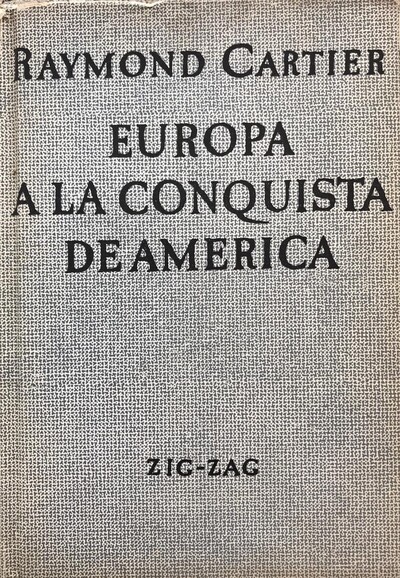 RAYMOND CARTIER
EUROPA
A LA CONQUISTA
DE AMERICA
ZIG-ZAG